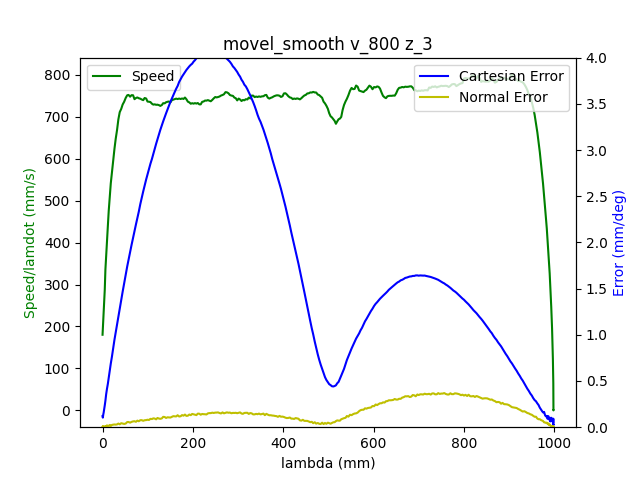 movel_smooth v_800 z_3
Speed
Cartesian Error
Normal Error
Speed/lamdot (mm/s)
800
700
600
500
400
300
200
100
0
Error (mm/deg)
4.0
3.5
3.0
2.5
2.0
1.5
1.0
0.5
0.0
0 200 400 600 800 1000
lambda (mm)